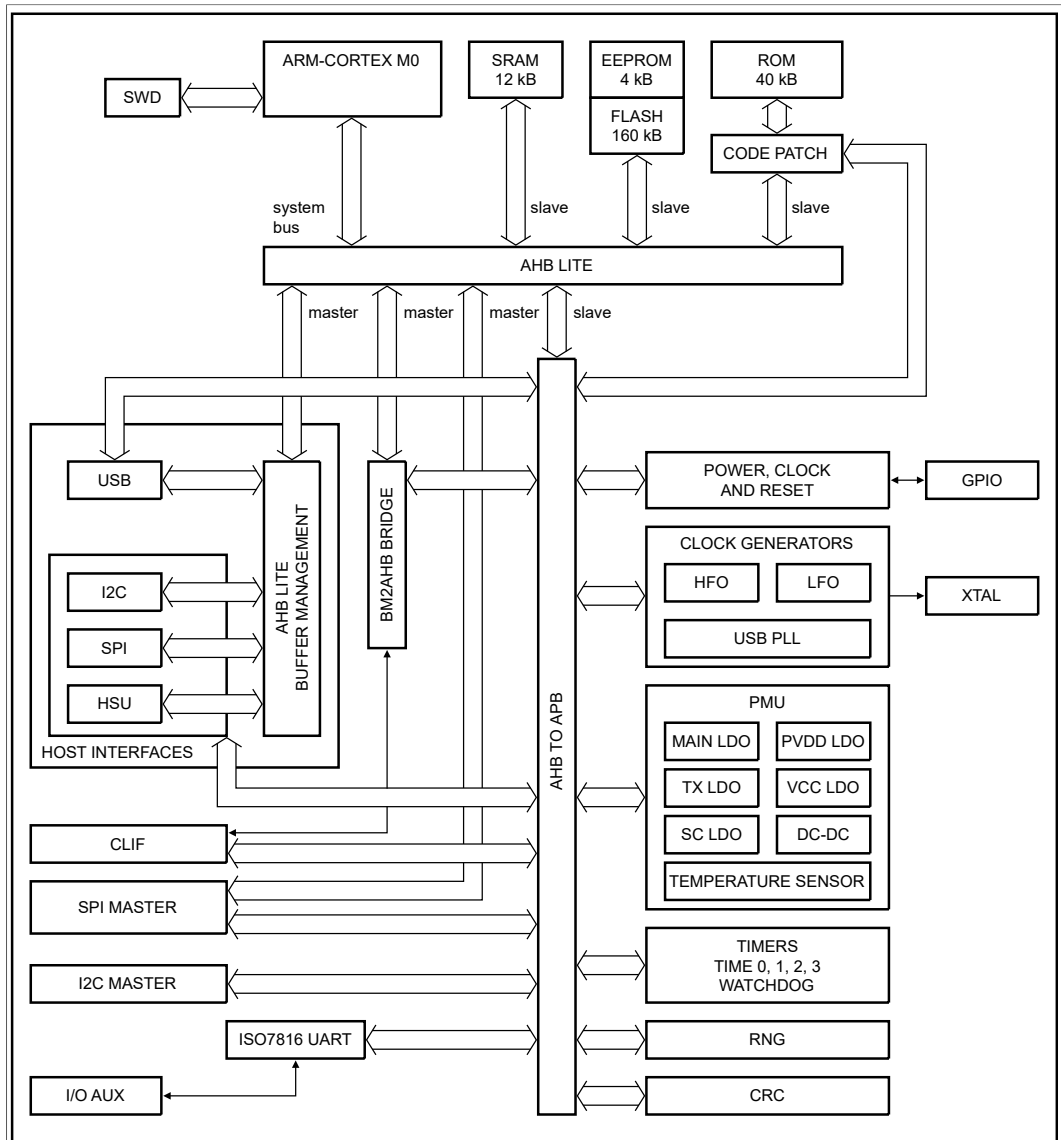 ARM-CORTEX M0
SRAM
12 kB
EEPROM
4 kB
ROM
40 kB
SWD
FLASH
160 kB
CODE PATCH
system
bus
slave
slave
slave
AHB LITE
master
master
master
slave
USB
AHB LITE
BUFFER MANAGEMENT
BM2AHB BRIDGE
POWER, CLOCK
AND RESET
GPIO
I2C
SPI
HSU
HOST INTERFACES
CLOCK GENERATORS
HFO
LFO
USB PLL
XTAL
AHB TO APB
PMU
MAIN LDO
PVDD LDO
TX LDO
VCC LDO
SC LDO
DC-DC
TEMPERATURE SENSOR
CLIF
SPI MASTER
I2C MASTER
TIMERS
TIME 0, 1, 2, 3
WATCHDOG
ISO7816 UART
RNG
I/O AUX
CRC